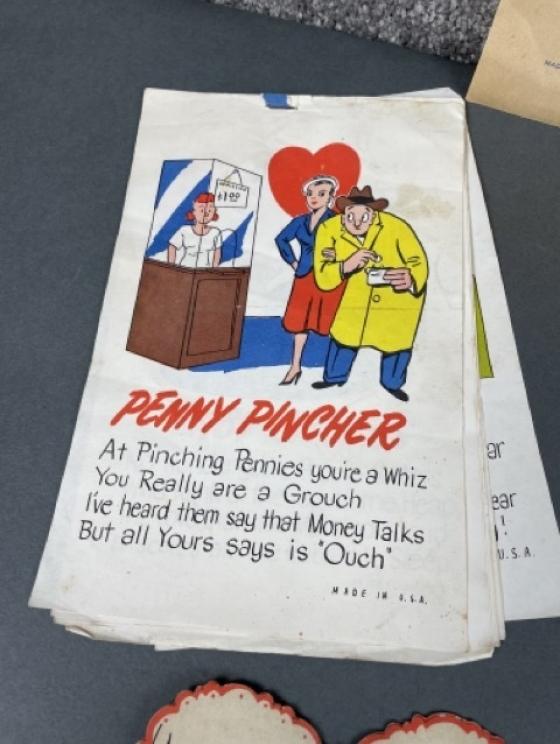 MAD
$1.00
PENNY PINCHER
At Pinching Pennies you're a Whiz
You Really are a Grouch
I've heard them say that Money Talks
But all Yours says is "Ouch"
MADE IN U.S.A.
ar
ear
!
U.S.A.